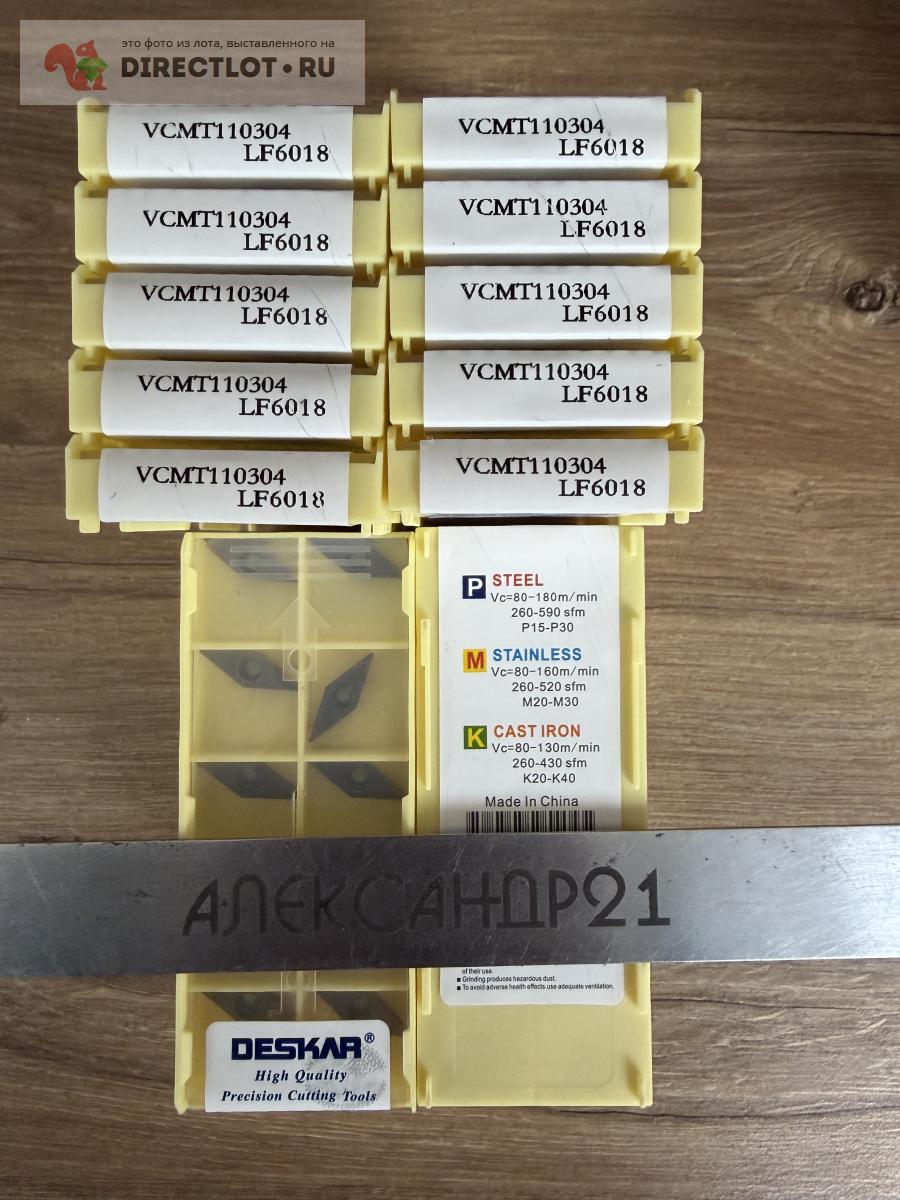 это фото из лота, выставленного на
DIRECTLOT•RU
VCMT110304
LF6018
VCMT110304
LF6018
VCMT110304
LF6018
VCMT110304
LF6018
VCMT110304
LF6018
VCMT110304
LF6018
VCMT110304
LF6018
VCMT110304
LF6018
VCMT110304
LF6018
VCMT110304
LF6018
P STEEL
Vc=80-180m/min
260-590 sfm
P15-P30
M STAINLESS
Vc=80-160m/min
260-520 sfm
M20-M30
K CAST IRON
Vc=80-130m/min
260-430 sfm
K20-K40
Made In China
АЛЕКСАНДР21
of their use.
■ Grinding produces hazardous dust.
■ To avoid adverse health effects use adequate ventilation.
DESKAR®
High Quality
Precision Cutting Tools